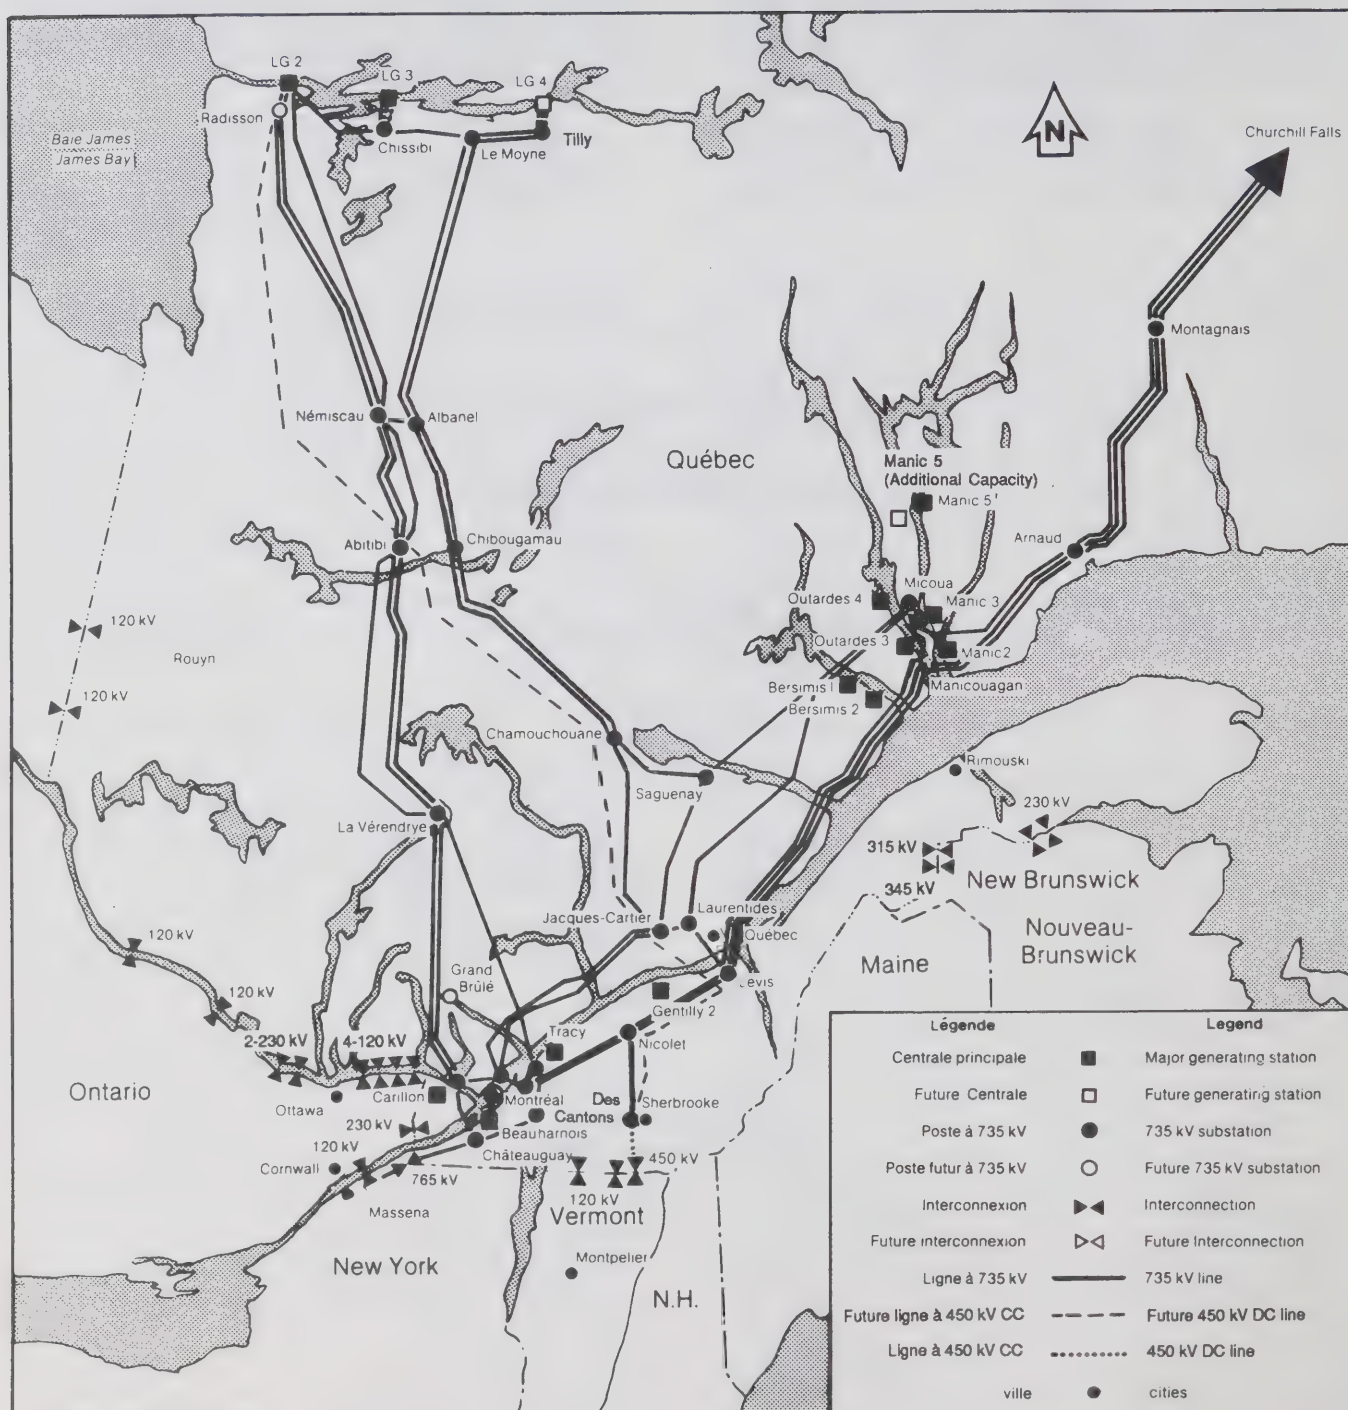 LG 2
LG 3
LG 4
Radisson
Baie James
James Bay
Chissibi
Le Moyne
Tilly
N
Churchill Falls
Montagnais
Némiscau
Albanel
Québec
Manic 5
(Additional Capacity)
Manic 5
Abitibi
Chibougamau
Arnaud
Micoua
Outardes 4
Manic 3
120 kV
Rouyn
Outardes 3
Manic 2
120 kV
Bersimis 1
Manicouagan
Bersimis 2
Chamouchouane
Rimouski
Saguenay
230 kV
La Vérendrye
315 kV
New Brunswick
345 kV
Laurentides
Jacques-Cartier
Québec
Nouveau-
Brunswick
120 kV
Maine
Grand
Brûlé
Lévis
120 kV
Gentilly 2
Tracy
Nicolet
2-230 kV
4-120 kV
Ontario
Ottawa
Carillon
Montréal
Des
Cantons
Sherbrooke
230 kV
Beauharnois
120 kV
Châteauguay
450 kV
Cornwall
765 kV
120 kV
Massena
Vermont
New York
Montpelier
N.H.
Légende
Legend
Centrale principale
Major generating station
Future Centrale
Future generating station
Poste à 735 kV
735 kV substation
Poste futur à 735 kV
Future 735 kV substation
Interconnexion
Interconnection
Future interconnexion
Future Interconnection
Ligne à 735 kV
735 kV line
Future ligne à 450 kV CC
Future 450 kV DC line
Ligne à 450 kV CC
450 kV DC line
ville
cities